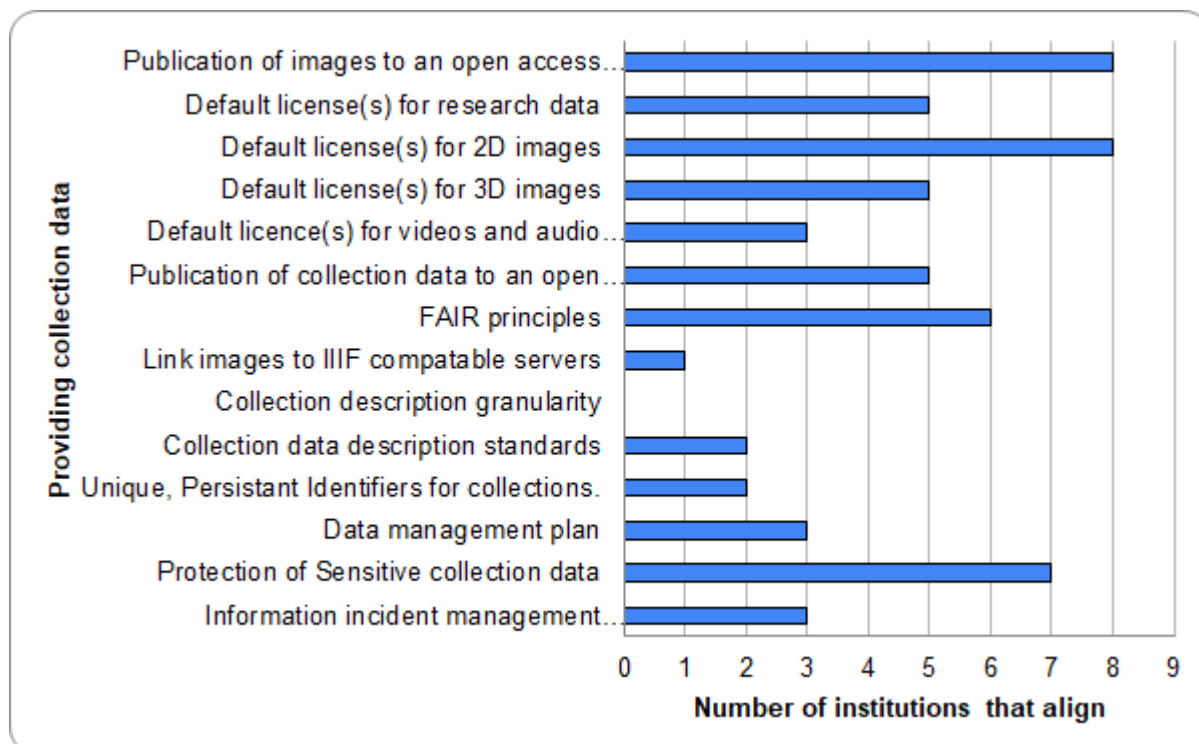 Publication of images to an open access...
Default license(s) for research data
Default license(s) for 2D images
Default license(s) for 3D images
Default licence(s) for videos and audio ...
Publication of collection data to an open ...
FAIR principles
Link images to IIIF compatable servers
Collection description granularity
Collection data description standards
Unique, Persistant Identifiers for collections.
Data management plan
Protection of Sensitive collection data
Information incident management...
Providing collection data
0 1 2 3 4 5 6 7 8 9
Number of institutions that align